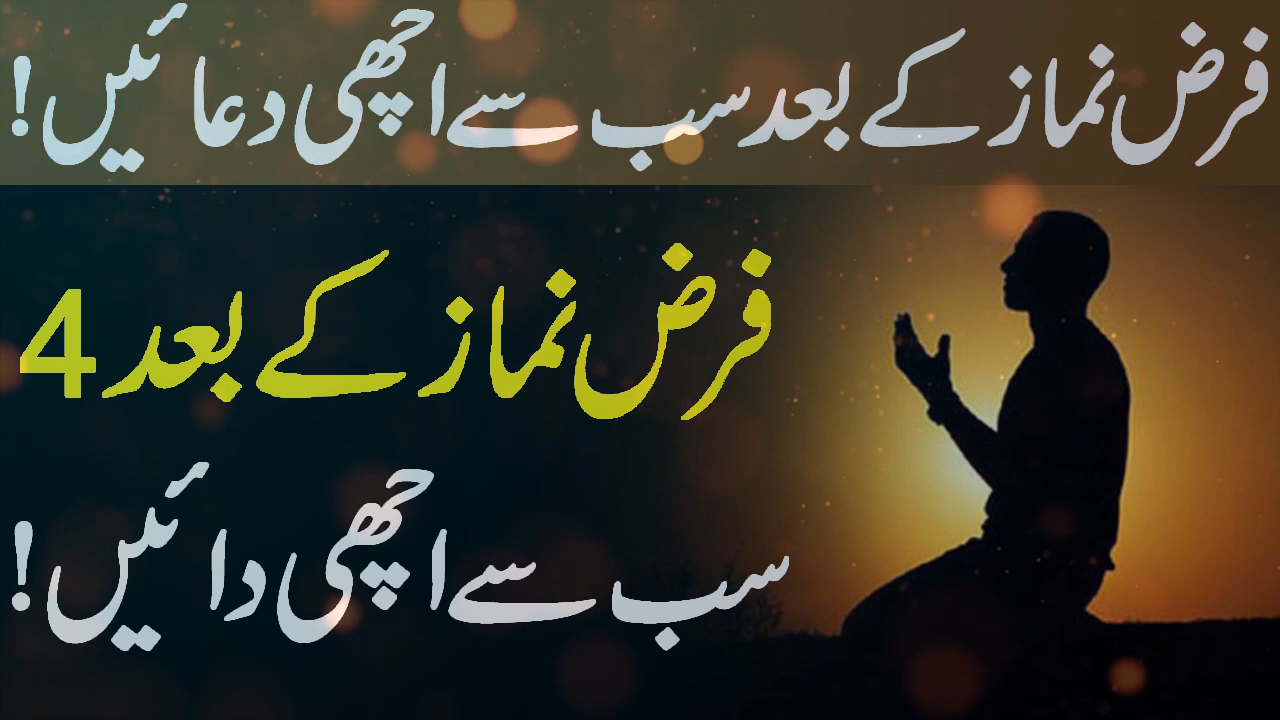 فرض نماز کے بعد سب سے اچھی دعائیں!
فرض نماز کے بعد 4
سب سے اچھی دائیں!